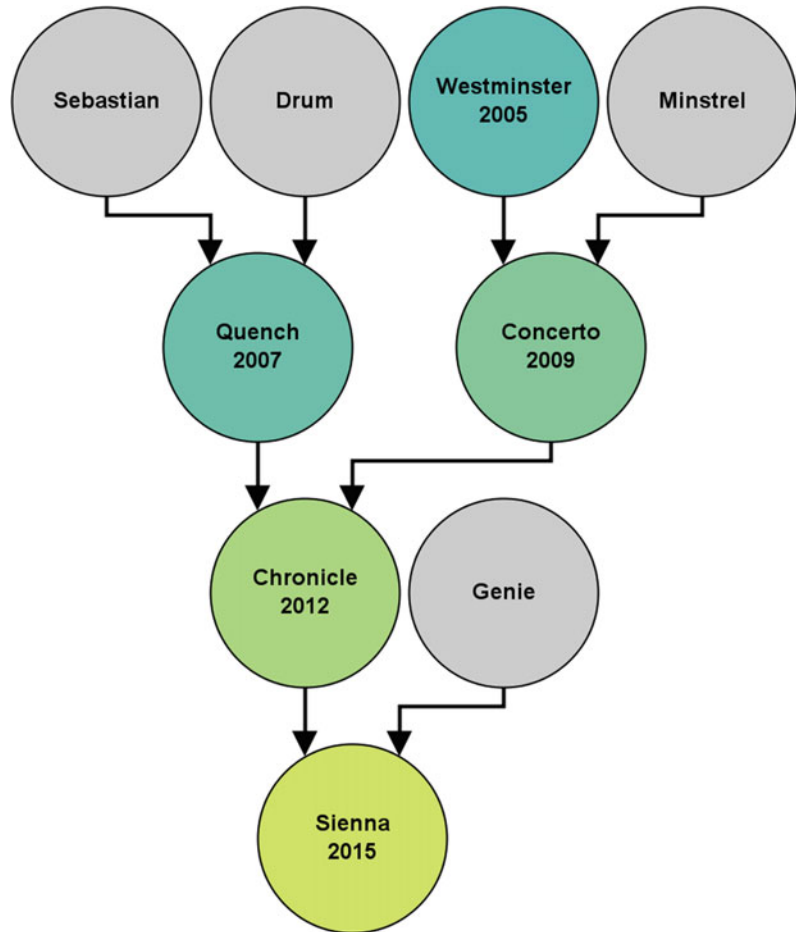 Sebastian
Drum
Westminster
2005
Minstrel
Quench
2007
Concerto
2009
Chronicle
2012
Genie
Sienna
2015